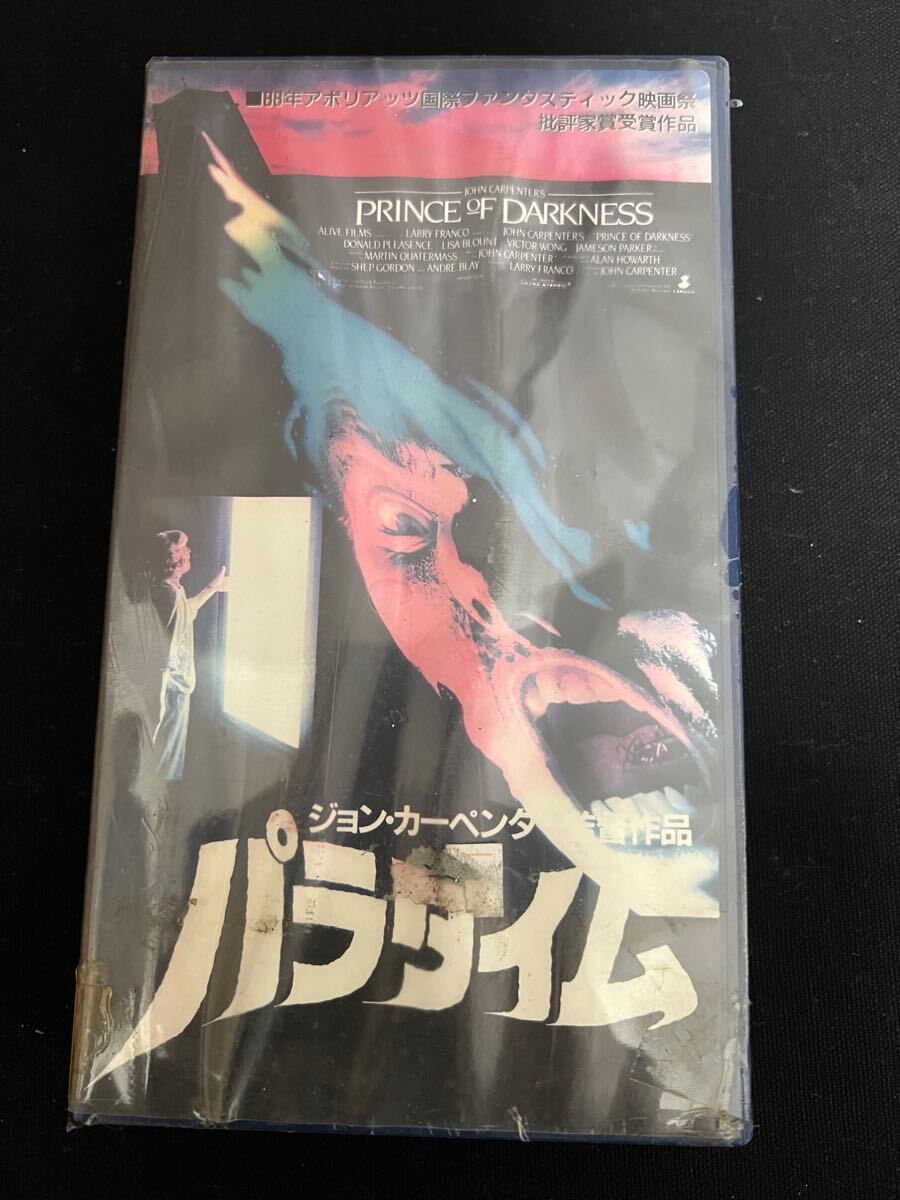 ■'88年アボリアッツ国際ファンタスティック映画祭
批評家賞受賞作品
JOHN CARPENTER'S
PRINCE OF DARKNESS
ALIVE FILMS LARRY FRANCO JOHN CARPENTER'S "PRINCE OF DARKNESS"
DONALD PLEASENCE LISA BLOUNT VICTOR WONG JAMESON PARKER
MARTIN QUATERMASS JOHN CARPENTER ALAN HOWARTH
SHEP GORDON ANDRE BLAY LARRY FRANCO JOHN CARPENTER
ジョン・カーペンター監督作品
パラダイム